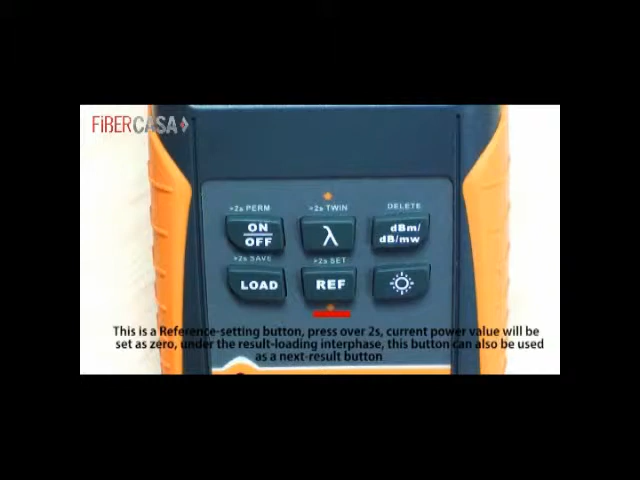 FiBERCASA
>2s PERM
>2s TWIN
DELETE
ON
OFF
λ
dBm/
dB/mw
>2s SAVE
>2s SET
LOAD
REF
This is a Reference-setting button, press over 2s, current power value will be
set as zero, under the result-loading interphase, this button can also be used
as a next-result button